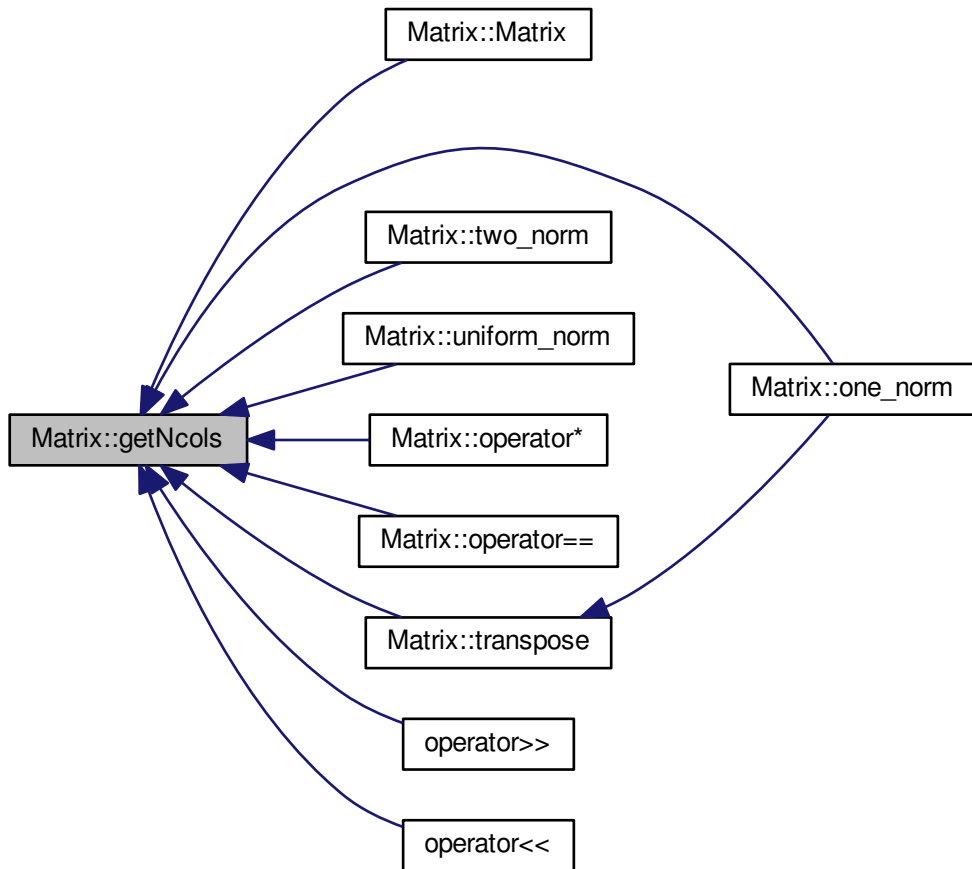 Matrix::Matrix
Matrix::two_norm
Matrix::uniform_norm
Matrix::one_norm
Matrix::getNcols
Matrix::operator*
Matrix::operator==
Matrix::transpose
operator>>
operator<<